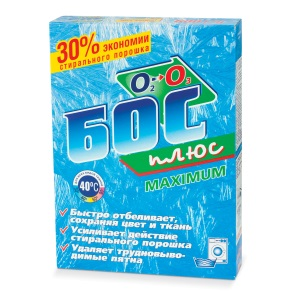 30% экономии
стирального порошка
O₂→O₃
БОС
плюс
MAXIMUM
40°C
Быстро отбеливает,
сохраняя цвет и ткань
Усиливает действие
стирального порошка
Удаляет трудновыво-
димые пятна